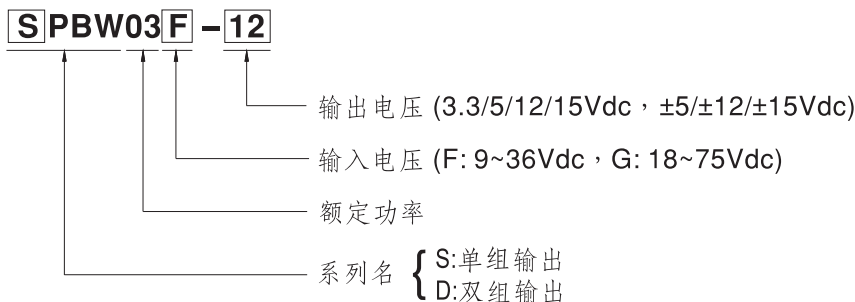 SPBW03F-12
输出电压 (3.3/5/12/15Vdc，±5/±12/±15Vdc)
输入电压 (F: 9~36Vdc，G: 18~75Vdc)
额定功率
系列名 { S:单组输出
D:双组输出